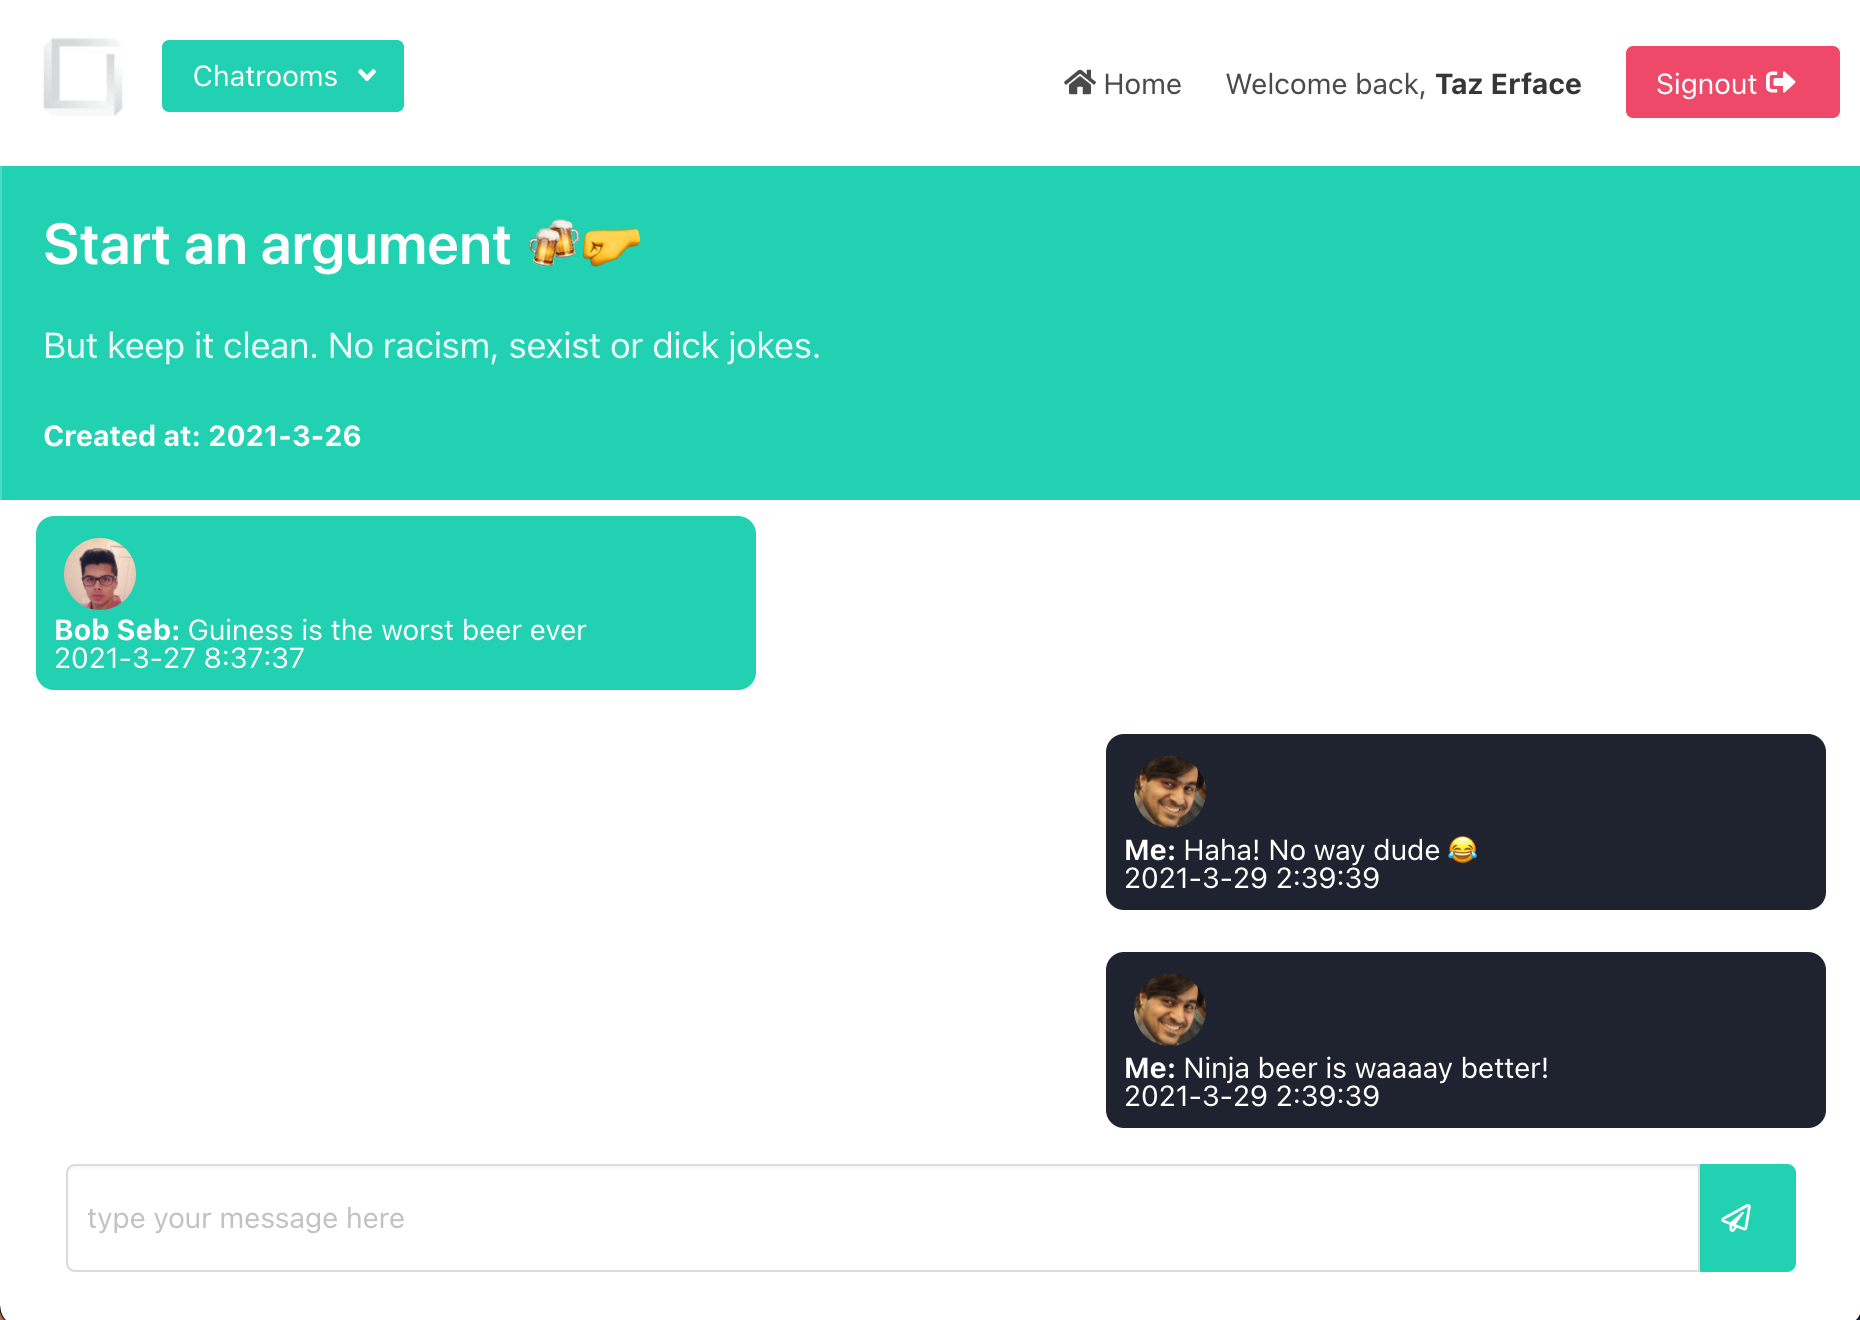 Chatrooms
Home
Welcome back, Taz Erface
Signout
Start an argument 🍻🤛
But keep it clean. No racism, sexist or dick jokes.
Created at: 2021-3-26
Bob Seb: Guiness is the worst beer ever
2021-3-27 8:37:37
Me: Haha! No way dude 😂
2021-3-29 2:39:39
Me: Ninja beer is waaaay better!
2021-3-29 2:39:39
type your message here